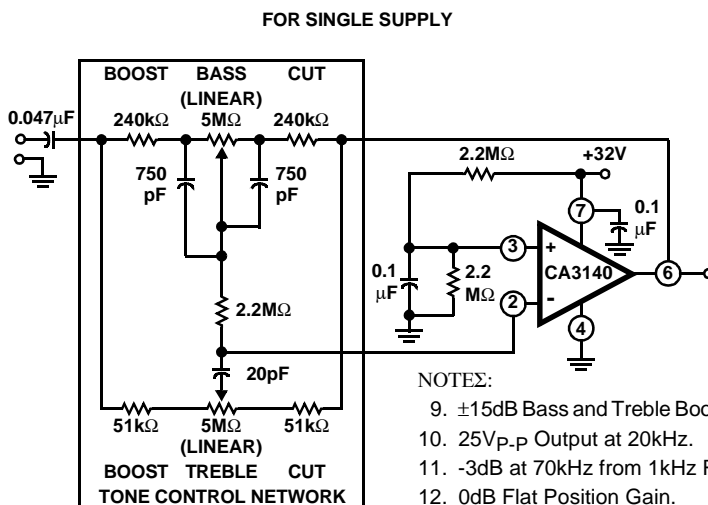 FOR SINGLE SUPPLY
BOOST BASS CUT
(LINEAR)
0.047μF
240kΩ 5MΩ 240kΩ
2.2MΩ
+32V
750
pF
750
pF
7
0.1
μF
3
+
CA3140
6
0.1
μF
2.2
MΩ
2
-
4
2.2MΩ
20pF
51kΩ 5MΩ 51kΩ
(LINEAR)
BOOST TREBLE CUT
TONE CONTROL NETWORK
NOTEΣ:
9. ±15dB Bass and Treble Boo
10. 25VP-P Output at 20kHz.
11. -3dB at 70kHz from 1kHz
12. 0dB Flat Position Gain.